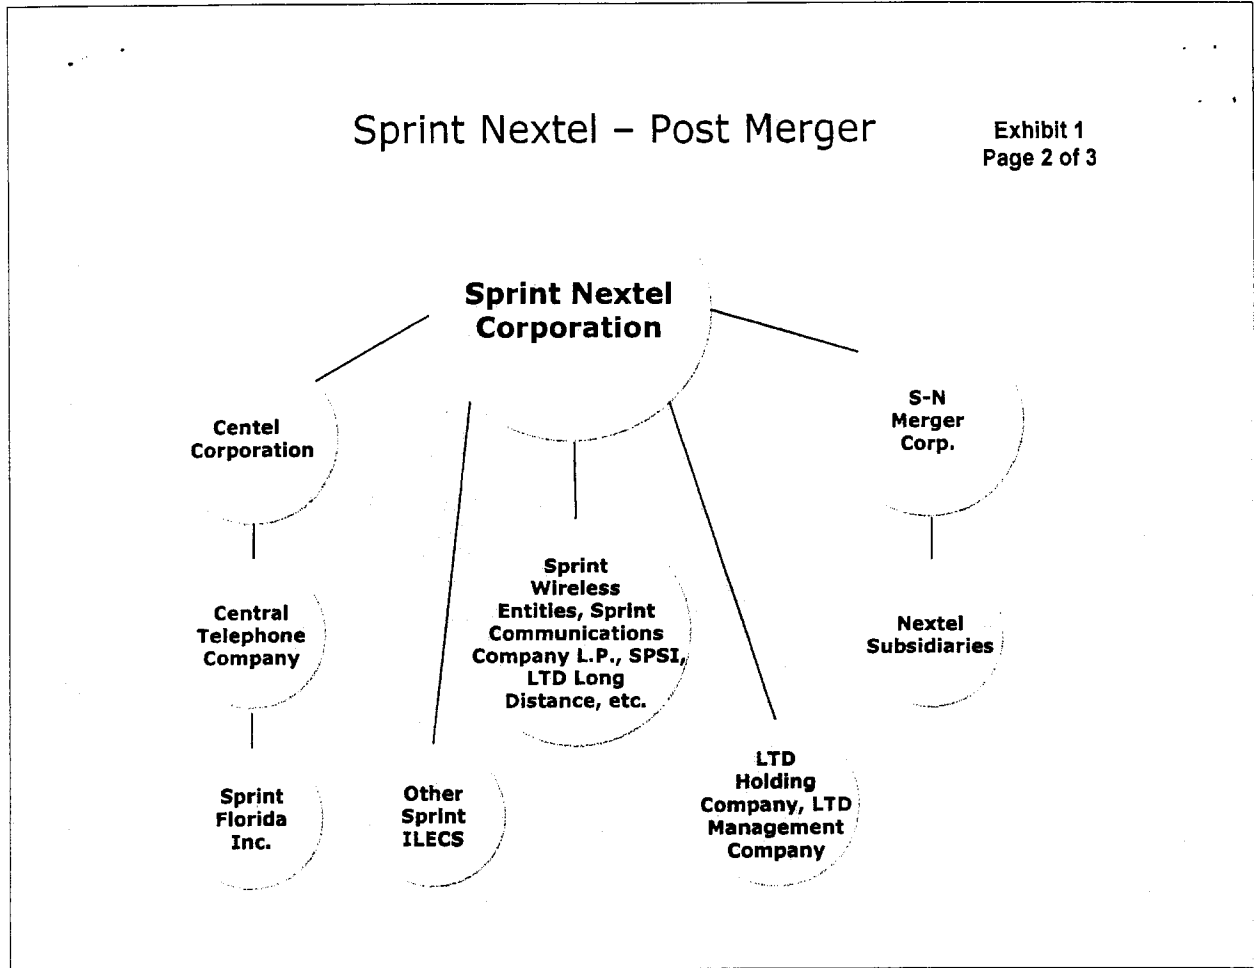 Sprint Nextel – Post Merger
Exhibit 1
Page 2 of 3
Sprint Nextel
Corporation
Centel
Corporation
S-N
Merger
Corp.
Central
Telephone
Company
Sprint
Wireless
Entities, Sprint
Communications
Company L.P., SPSI,
LTD Long
Distance, etc.
Nextel
Subsidiaries
Sprint
Florida
Inc.
Other
Sprint
ILECS
LTD
Holding
Company, LTD
Management
Company